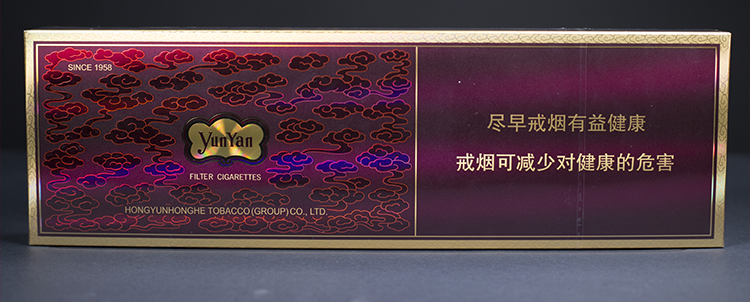 SINCE 1958
YunYan
FILTER CIGARETTES
HONGYUNHONGHE TOBACCO (GROUP) CO., LTD.
尽早戒烟有益健康
戒烟可减少对健康的危害